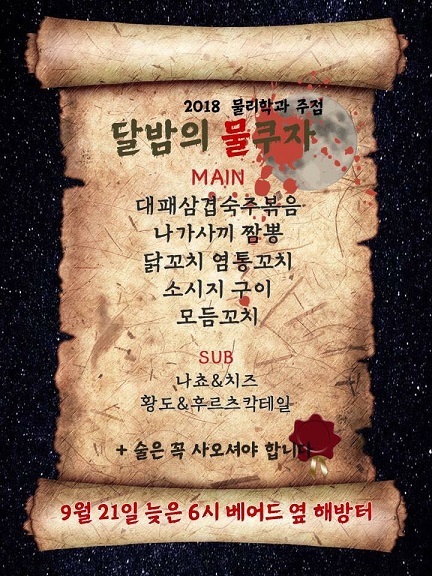 2018 물리학과 주점
달밤의 물쿠자
MAIN
대패삼겹숙주볶음
나가사끼 짬뽕
닭꼬치 염통꼬치
소시지 구이
모듬꼬치
SUB
나쵸&치즈
황도&후르츠칵테일
+ 술은 꼭 사오셔야 합니다
9월 21일 늦은 6시 베어드 옆 해방터